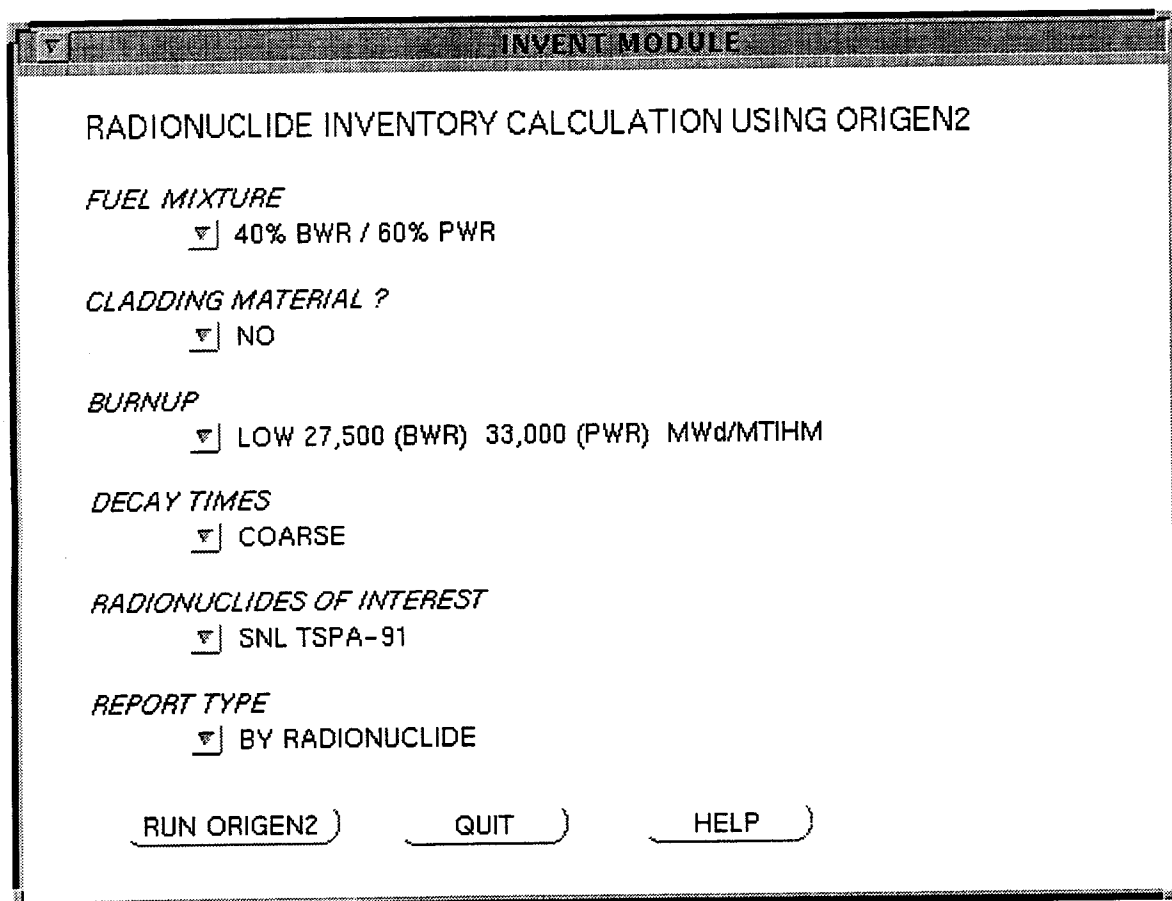 INVENT MODULE
RADIONUCLIDE INVENTORY CALCULATION USING ORIGEN2
FUEL MIXTURE
40% BWR / 60% PWR
CLADDING MATERIAL ?
NO
BURNUP
LOW 27,500 (BWR) 33,000 (PWR) MWd/MTIHM
DECAY TIMES
COARSE
RADIONUCLIDES OF INTEREST
SNL TSPA-91
REPORT TYPE
BY RADIONUCLIDE
RUN ORIGEN2 QUIT HELP